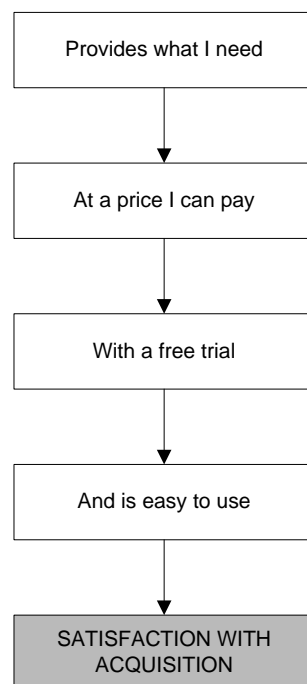 Provides what I need
At a price I can pay
With a free trial
And is easy to use
SATISFACTION WITH
ACQUISITION